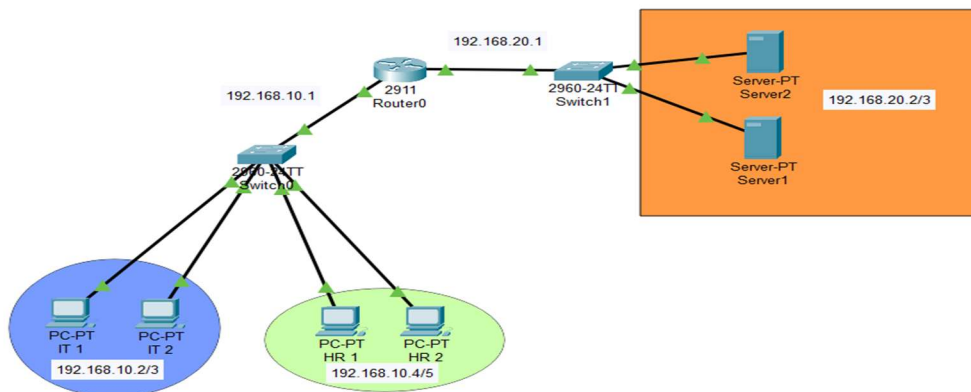 192.168.20.1
2911
Router0
2960-24TT
Switch1
Server-PT
Server2
192.168.20.2/3
Server-PT
Server1
192.168.10.1
2960-24TT
Switch0
PC-PT
IT 1
PC-PT
IT 2
192.168.10.2/3
PC-PT
HR 1
PC-PT
HR 2
192.168.10.4/5